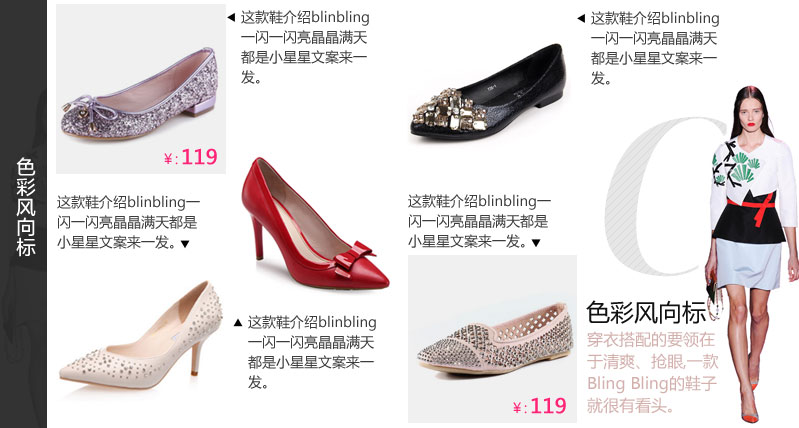 色彩风向标
这款鞋介绍blinbling
一闪一闪亮晶晶满天
都是小星星文案来一
发。
¥:119
这款鞋介绍blinbling一
闪一闪亮晶晶满天都是
小星星文案来一发。
这款鞋介绍blinbling
一闪一闪亮晶晶满天
都是小星星文案来一
发。
这款鞋介绍blinbling
一闪一闪亮晶晶满天
都是小星星文案来一
发。
这款鞋介绍blinbling一
闪一闪亮晶晶满天都是
小星星文案来一发。
¥:119
C
色彩风向标
穿衣搭配的要领在
于清爽、抢眼,一款
Bling Bling的鞋子
就很有看头。